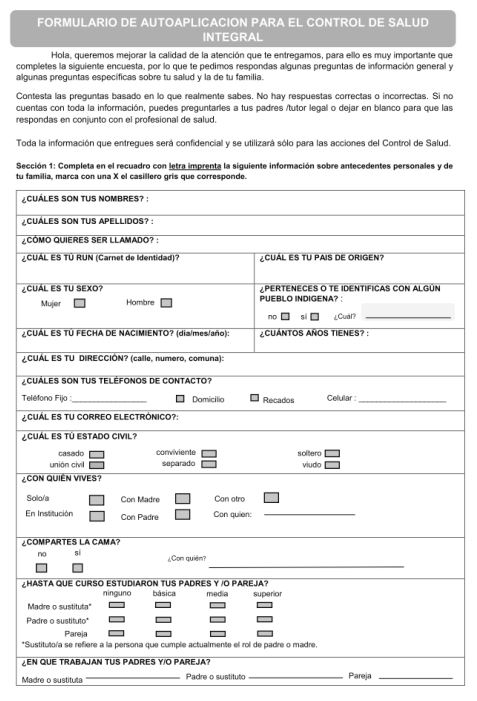 FORMULARIO DE AUTOAPLICACION PARA EL CONTROL DE SALUD
INTEGRAL
Hola, queremos mejorar la calidad de la atención que te entregamos, para ello es muy importante que
completes la siguiente encuesta, por lo que te pedimos respondas algunas preguntas de información general y
algunas preguntas específicas sobre tu salud y la de tu familia.
Contesta las preguntas basado en lo que realmente sabes. No hay respuestas correctas o incorrectas. Si no
cuentas con toda la información, puedes preguntarles a tus padres /tutor legal o dejar en blanco para que las
respondas en conjunto con el profesional de salud.
Toda la información que entregues será confidencial y se utilizará sólo para las acciones del Control de Salud.
Sección 1: Completa en el recuadro con letra imprenta la siguiente información sobre antecedentes personales y de
tu familia, marca con una X el casillero gris que corresponde.
¿CUÁLES SON TUS NOMBRES? :
¿CUÁLES SON TUS APELLIDOS? :
¿CÓMO QUIERES SER LLAMADO? :
¿CUÁL ES TÚ RUN (Carnet de Identidad)? ¿CUÁL ES TU PAIS DE ORIGEN?
¿CUÁL ES TU SEXO? ¿PERTENECES O TE IDENTIFICAS CON ALGÚN
PUEBLO INDIGENA? :
Mujer Hombre
no sí ¿Cuál? ____________________
¿CUÁL ES TÚ FECHA DE NACIMIENTO? (día/mes/año): ¿CUÁNTOS AÑOS TIENES? :
¿CUÁL ES TU DIRECCIÓN? (calle, numero, comuna):
¿CUÁLES SON TUS TELÉFONOS DE CONTACTO?
Teléfono Fijo :________________ Domicilio Recados Celular : ____________________
¿CUÁL ES TU CORREO ELECTRÓNICO?:
¿CUÁL ES TÚ ESTADO CIVIL?
casado conviviente soltero
unión civil separado viudo
¿CON QUIÉN VIVES?
Solo/a Con Madre Con otro
En Institución Con Padre Con quien: ____________________
¿COMPARTES LA CAMA?
no sí
¿Con quién? ____________________
¿HASTA QUE CURSO ESTUDIARON TUS PADRES Y /O PAREJA?
ninguno básica media superior
Madre o sustituta*
Padre o sustituto*
Pareja
*Sustituto/a se refiere a la persona que cumple actualmente el rol de padre o madre.
¿EN QUE TRABAJAN TUS PADRES Y/O PAREJA?
Madre o sustituta ____________________ Padre o sustituto ____________________ Pareja ____________________